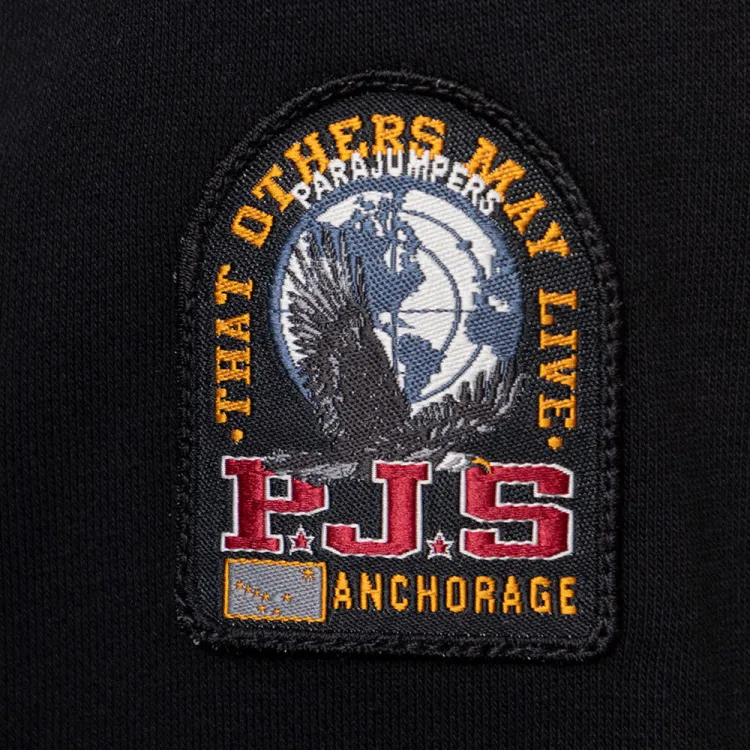 ·THAT OTHERS MAY LIVE·
PARAJUMPERS
P.J.S
ANCHORAGE